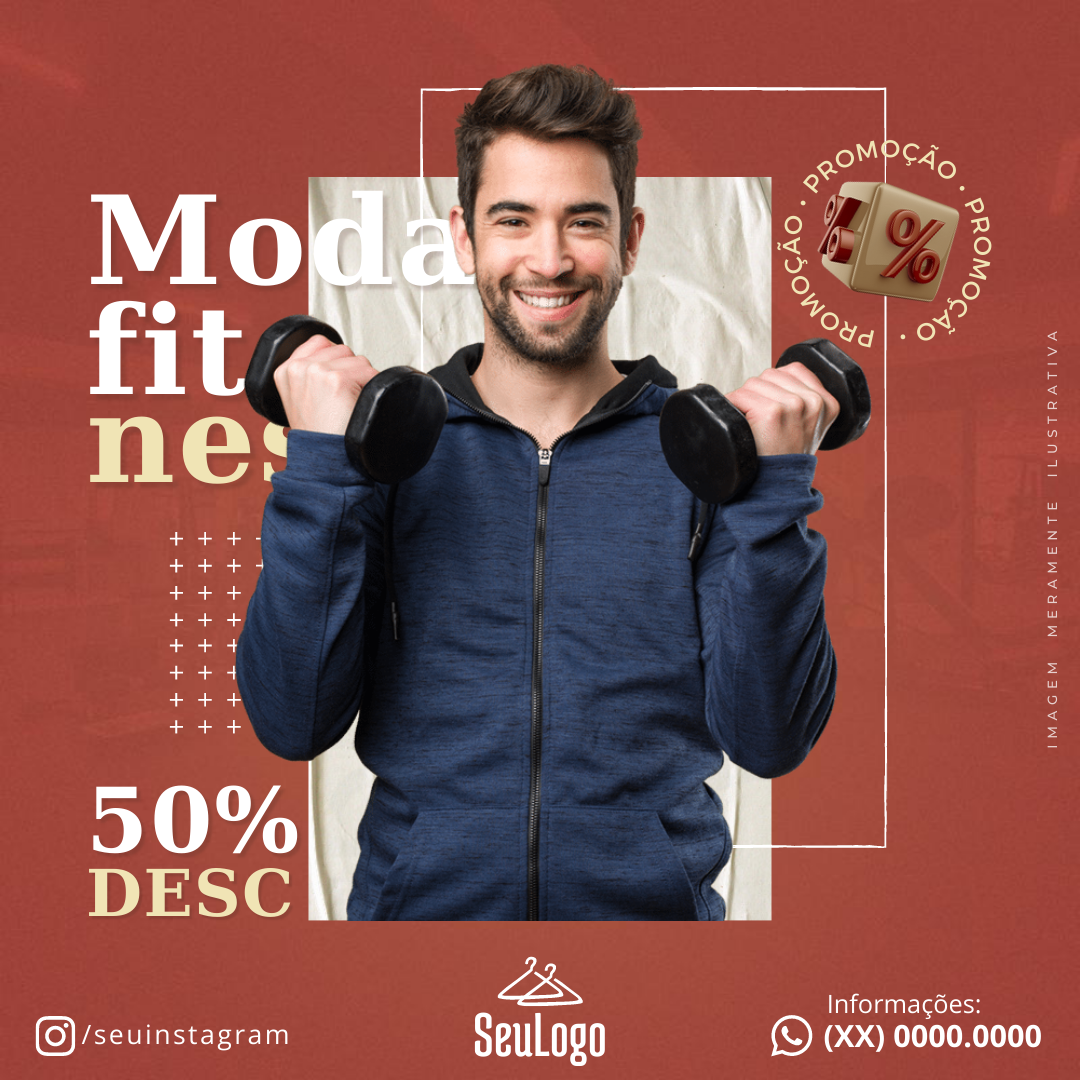 Moda
fit
nes
PROMOÇÃO • PROMOÇÃO • PROMOÇÃO •
%
%
%
IMAGEM MERAMENTE ILUSTRATIVA
50%
DESC
SeuLogo
/seuinstagram
Informações:
(XX) 0000.0000